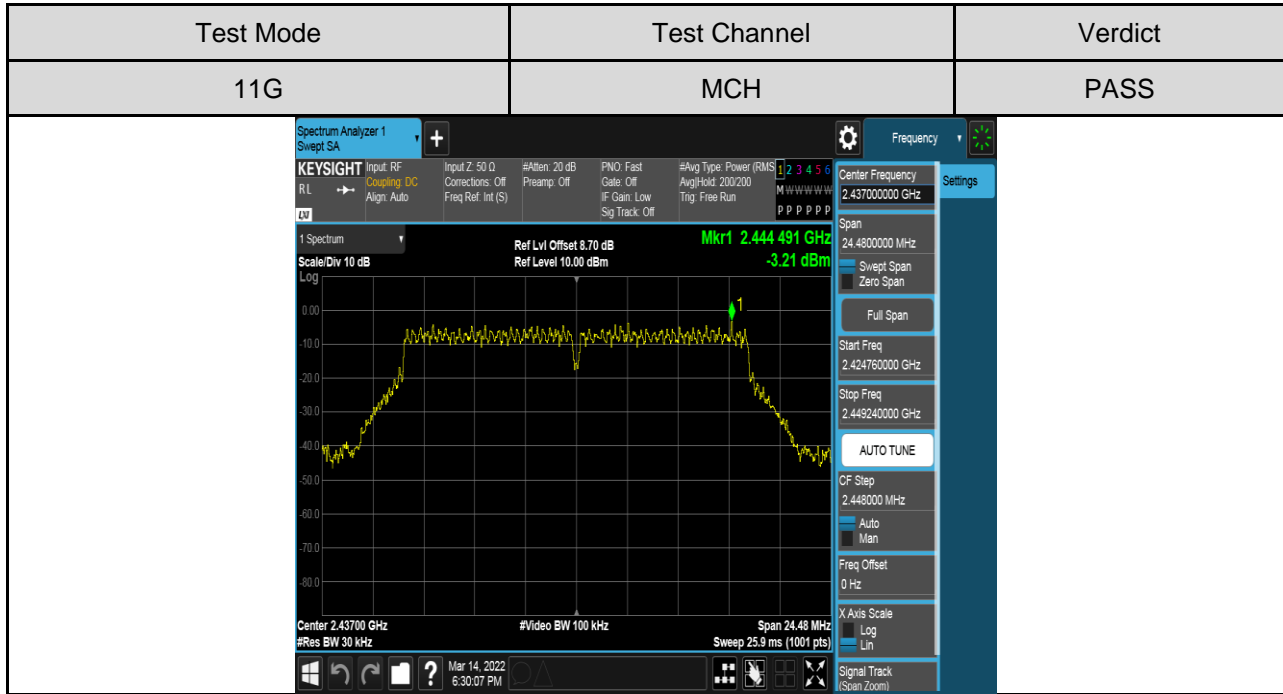 Test Mode
Test Channel
Verdict
11G
MCH
PASS
Spectrum Analyzer 1
Swept SA
+
Frequency
KEYSIGHT
RL
LXI
Input: RF
Coupling: DC
Align: Auto
Input Z: 50 Ω
Corrections: Off
Freq Ref: Int (S)
#Atten: 20 dB
Preamp: Off
PNO: Fast
Gate: Off
IF Gain: Low
Sig Track: Off
#Avg Type: Power (RMS
Avg|Hold: 200/200
Trig: Free Run
1 2 3 4 5 6
M W W W W W
P P P P P P
1 Spectrum
Scale/Div 10 dB
Log
Ref Lvl Offset 8.70 dB
Ref Level 10.00 dBm
Mkr1 2.444 491 GHz
-3.21 dBm
1
0.00
-10.0
-20.0
-30.0
-40.0
-50.0
-60.0
-70.0
-80.0
Center 2.43700 GHz
#Res BW 30 kHz
#Video BW 100 kHz
Span 24.48 MHz
Sweep 25.9 ms (1001 pts)
?
Mar 14, 2022
6:30:07 PM
Center Frequency
2.437000000 GHz
Settings
Span
24.4800000 MHz
Swept Span
Zero Span
Full Span
Start Freq
2.424760000 GHz
Stop Freq
2.449240000 GHz
AUTO TUNE
CF Step
2.448000 MHz
Auto
Man
Freq Offset
0 Hz
X Axis Scale
Log
Lin
Signal Track
(Span Zoom)